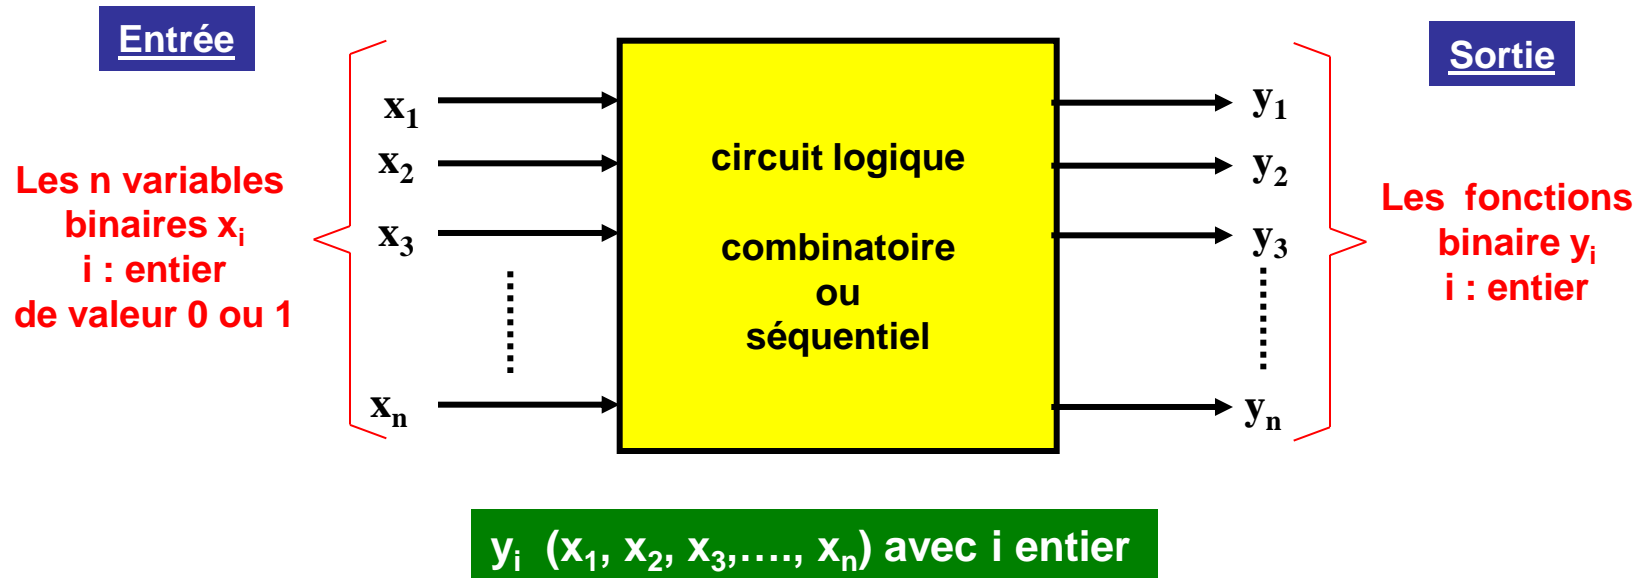 Entrée
Sortie
x1
x2
x3
xn
Les n variables
binaires xi
i : entier
de valeur 0 ou 1
circuit logique
combinatoire
ou
séquentiel
y1
y2
y3
yn
Les fonctions
binaire yi
i : entier
yi (x1, x2, x3,...., xn) avec i entier